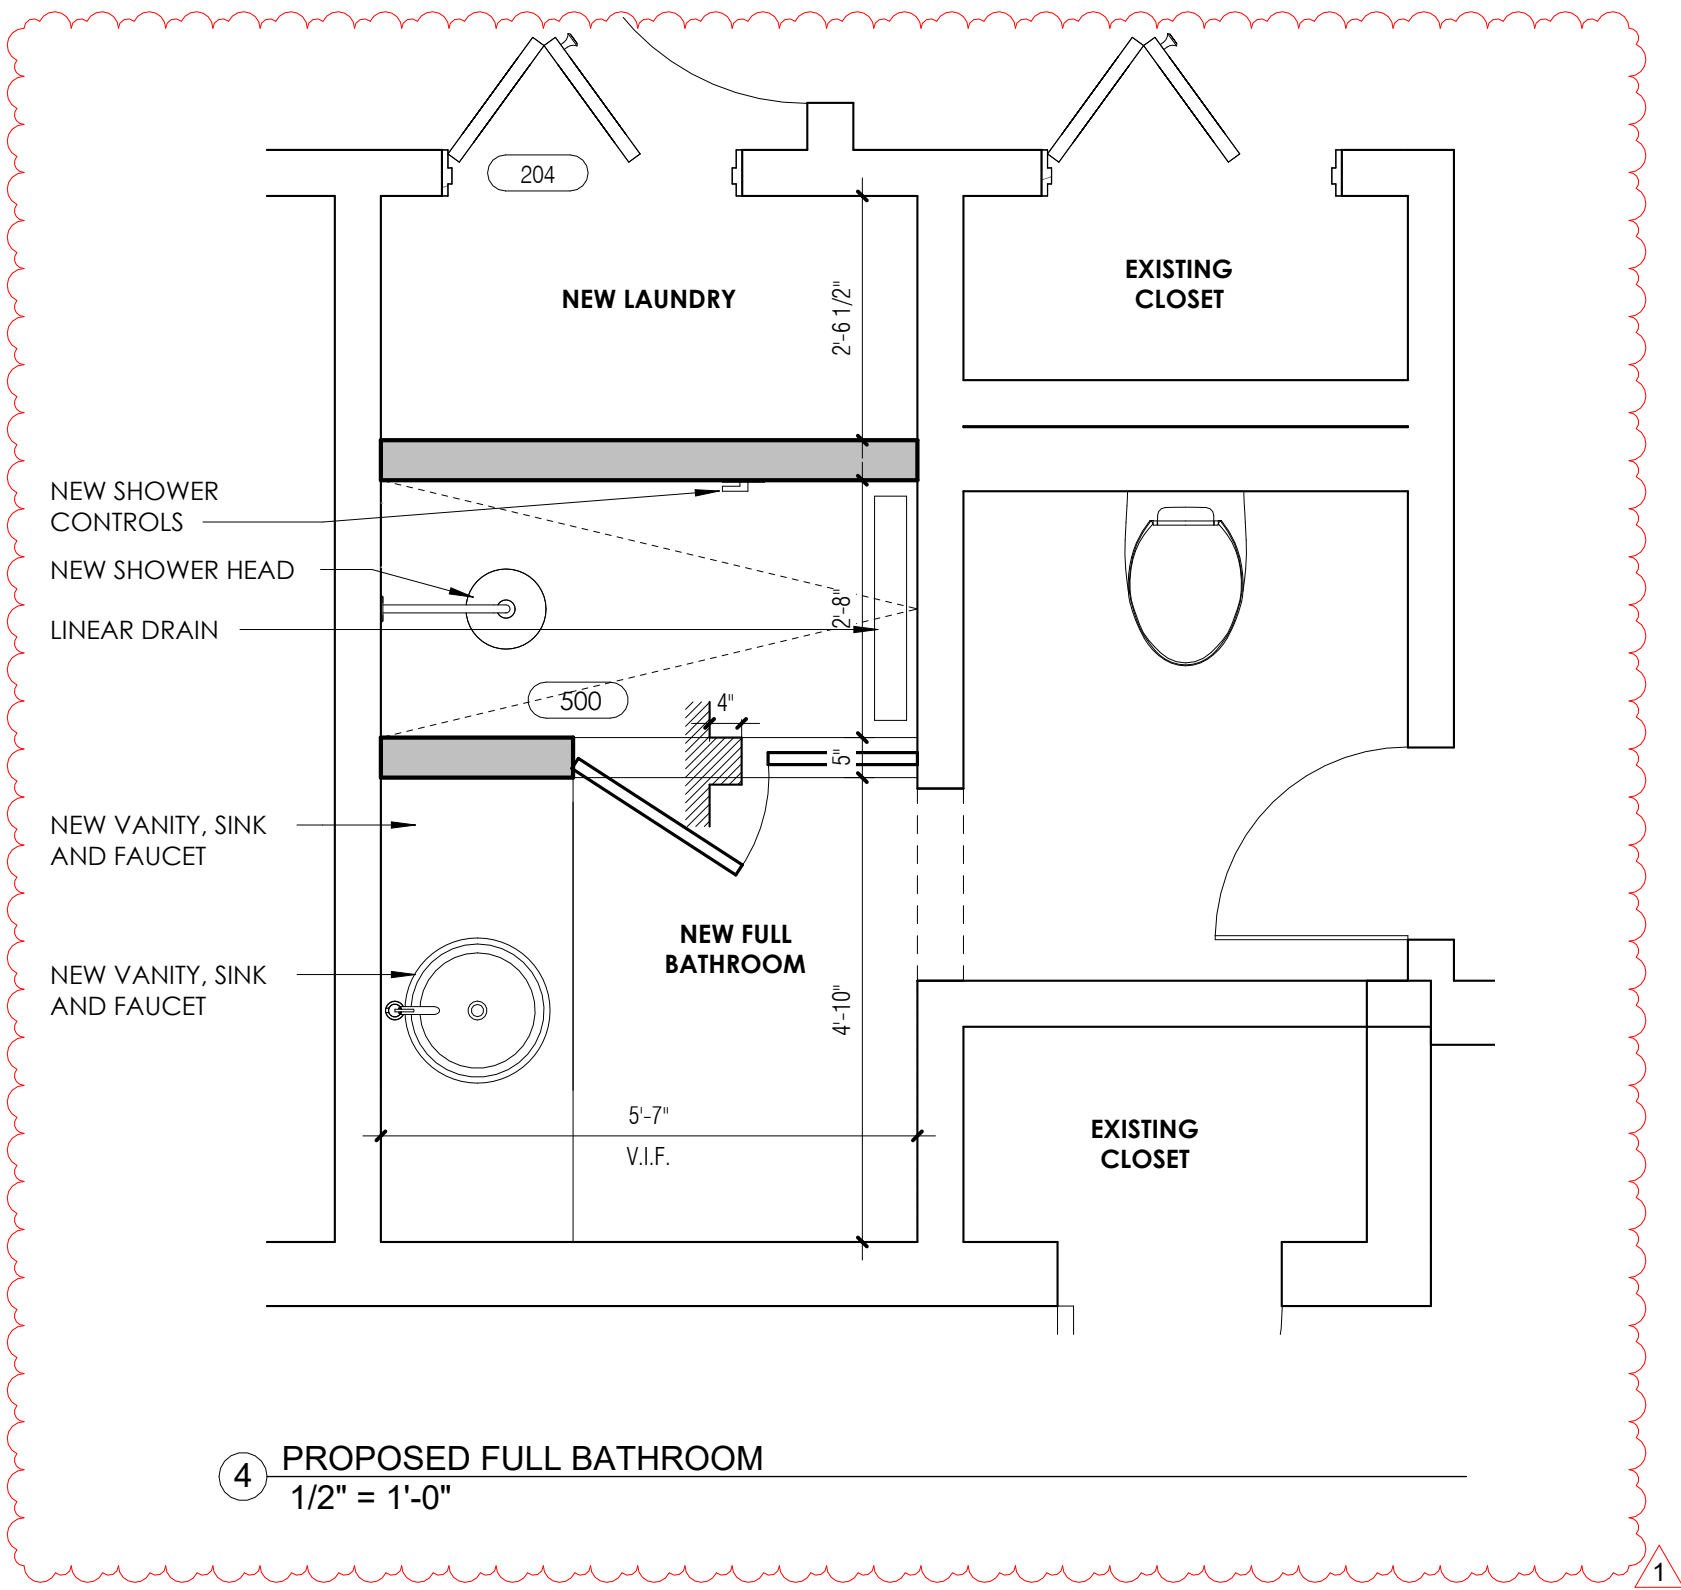 204
NEW LAUNDRY
2'-6 1/2"
EXISTING
CLOSET
NEW SHOWER
CONTROLS
NEW SHOWER HEAD
LINEAR DRAIN
2'-8"
500
4"
5"
NEW VANITY, SINK
AND FAUCET
NEW FULL
BATHROOM
NEW VANITY, SINK
AND FAUCET
4'-10"
5'-7"
V.I.F.
EXISTING
CLOSET
4
PROPOSED FULL BATHROOM
1/2" = 1'-0"
1